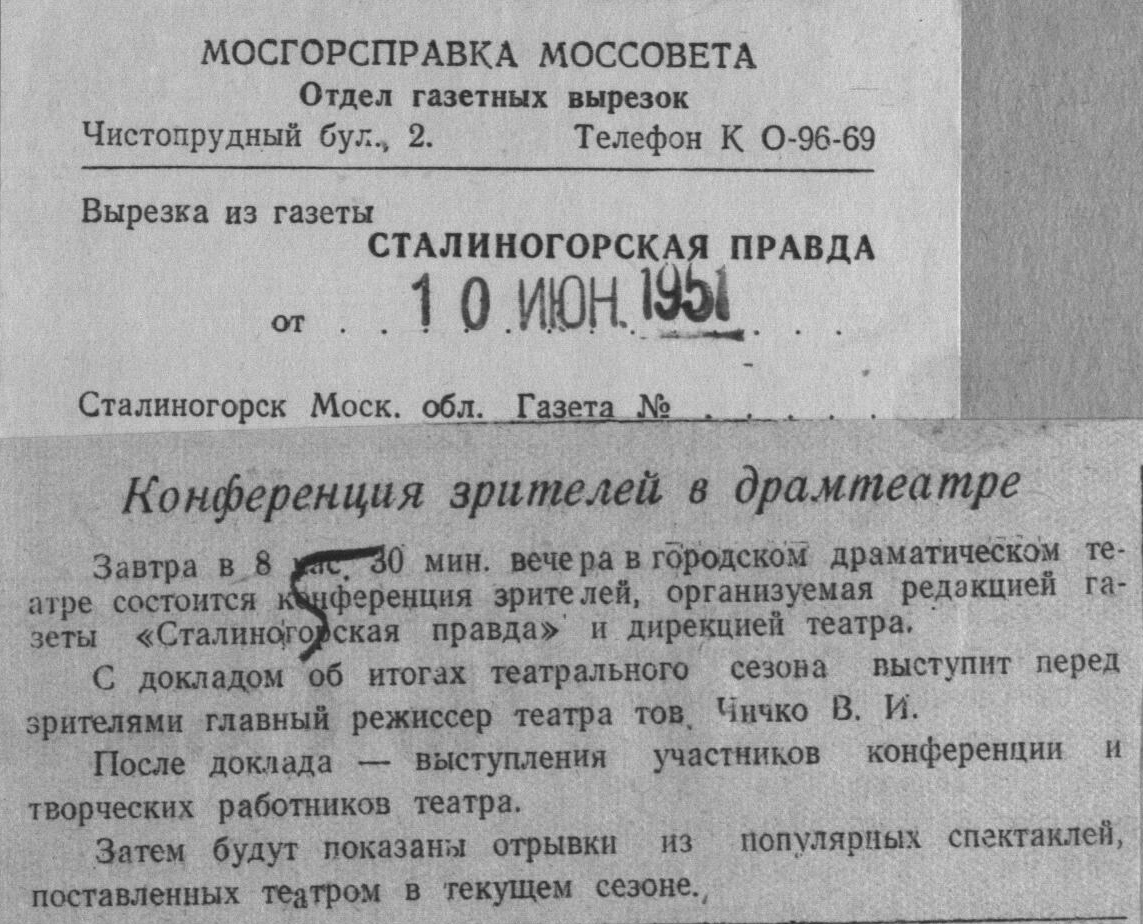 МОСГОРСПРАВКА МОССОВЕТА
Отдел газетных вырезок
Чистопрудный бул., 2. Телефон К 0-96-69
Вырезка из газеты
СТАЛИНОГОРСКАЯ ПРАВДА
от . . 10 ИЮН. 1951 . . .
Сталиногорск Моск. обл. Газета № . . . . .
Конференция зрителей в драмтеатре
Завтра в 8 час. 30 мин. вечера в городском драматическом те-
атре состоится конференция зрителей, организуемая редакцией га-
зеты «Сталиногорская правда» и дирекцией театра.
С докладом об итогах театрального сезона выступит перед
зрителями главный режиссер театра тов. Чичко В. И.
После доклада — выступления участников конференции и
творческих работников театра.
Затем будут показаны отрывки из популярных спектаклей,
поставленных театром в текущем сезоне.